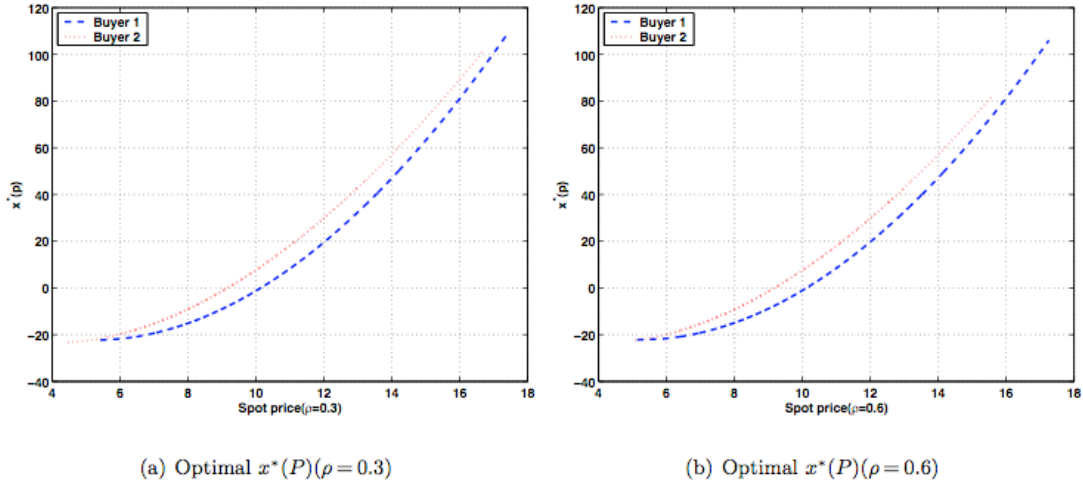 120
100
80
60
40
20
0
−20
−40
x*(p)
Buyer 1
Buyer 2
4 6 8 10 12 14 16 18
Spot price(ρ=0.3)
(a) Optimal x*(P)(ρ = 0.3)
120
100
80
60
40
20
0
−20
−40
x*(p)
Buyer 1
Buyer 2
4 6 8 10 12 14 16 18
Spot price(ρ=0.6)
(b) Optimal x*(P)(ρ = 0.6)